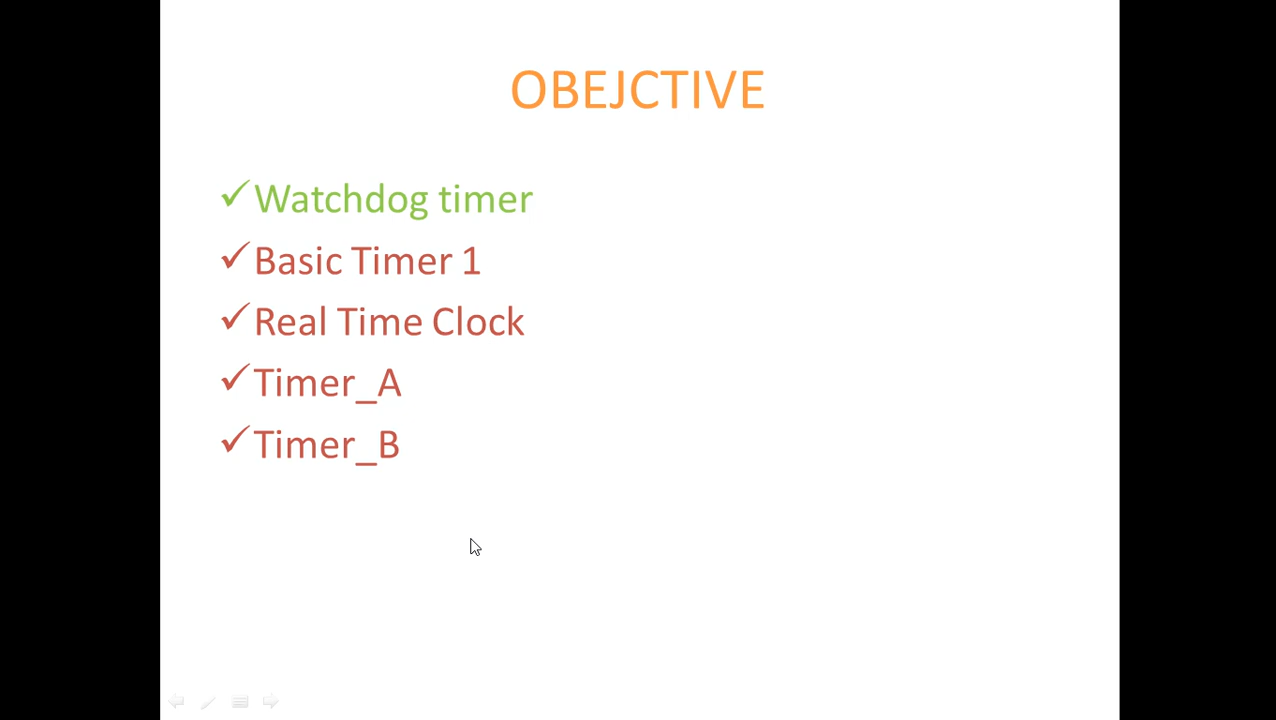 OBEJCTIVE
✓Watchdog timer
✓Basic Timer 1
✓Real Time Clock
✓Timer_A
✓Timer_B